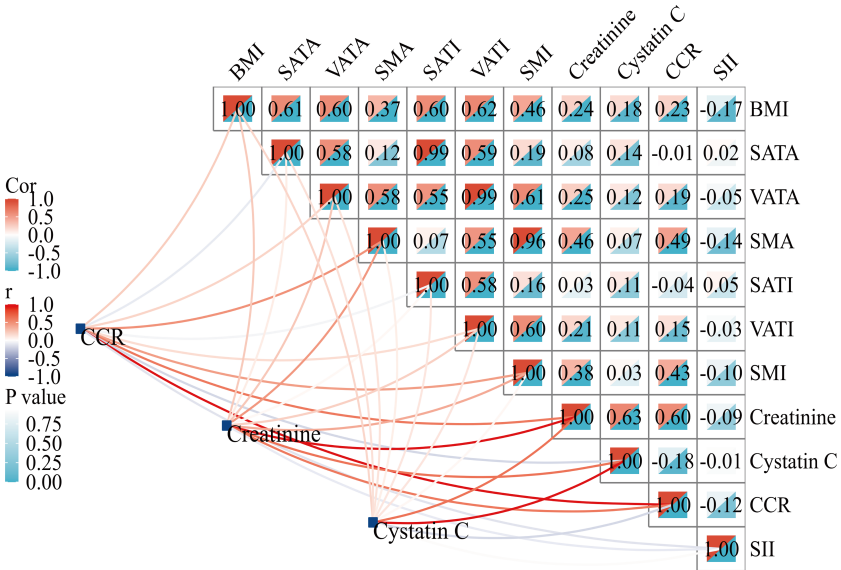 BMI SATA VATA SMA SATI VATI SMI Creatinine Cystatin C CCR SII
1.00 0.61 0.60 0.37 0.60 0.62 0.46 0.24 0.18 0.23 -0.17 BMI
1.00 0.58 0.12 0.99 0.59 0.19 0.08 0.14 -0.01 0.02 SATA
1.00 0.58 0.55 0.99 0.61 0.25 0.12 0.19 -0.05 VATA
1.00 0.07 0.55 0.96 0.46 0.07 0.49 -0.14 SMA
1.00 0.58 0.16 0.03 0.11 -0.04 0.05 SATI
1.00 0.60 0.21 0.11 0.15 -0.03 VATI
1.00 0.38 0.03 0.43 -0.10 SMI
1.00 0.63 0.60 -0.09 Creatinine
1.00 -0.18 -0.01 Cystatin C
1.00 -0.12 CCR
1.00 SII
Cor
1.0
0.5
0.0
-0.5
-1.0
r
1.0
0.5
0.0
-0.5
-1.0
P value
0.75
0.50
0.25
0.00
CCR
Creatinine
Cystatin C